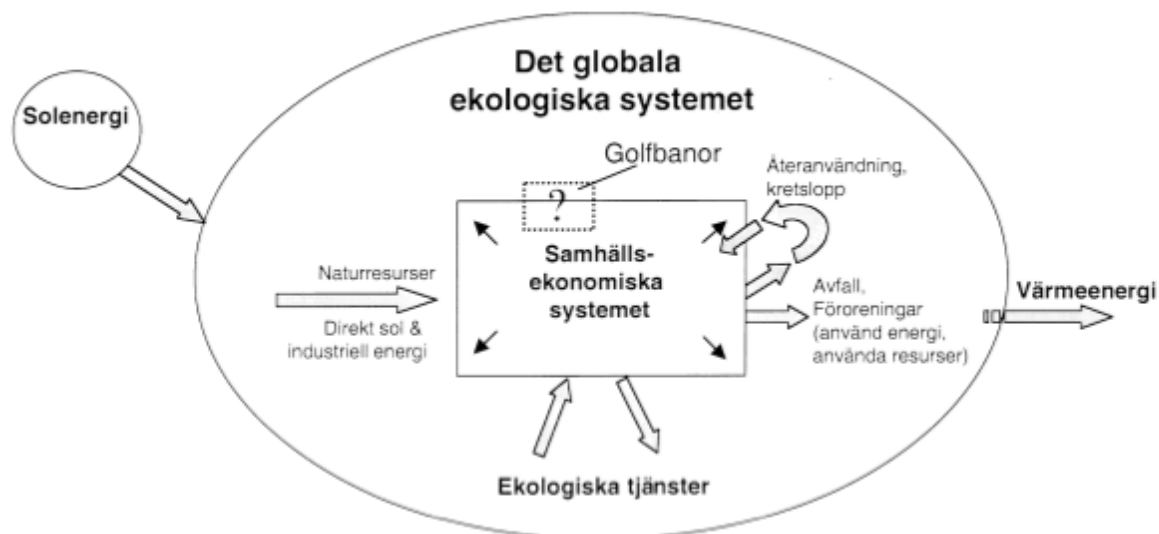 Det globala
ekologiska systemet
Solenergi
Golfbanor
Återanvändning,
kretslopp
?
Samhälls-
ekonomiska
systemet
Naturresurser
Direkt sol &
industriell energi
Avfall,
Föroreningar
(använd energi,
använda resurser)
Värmeenergi
Ekologiska tjänster